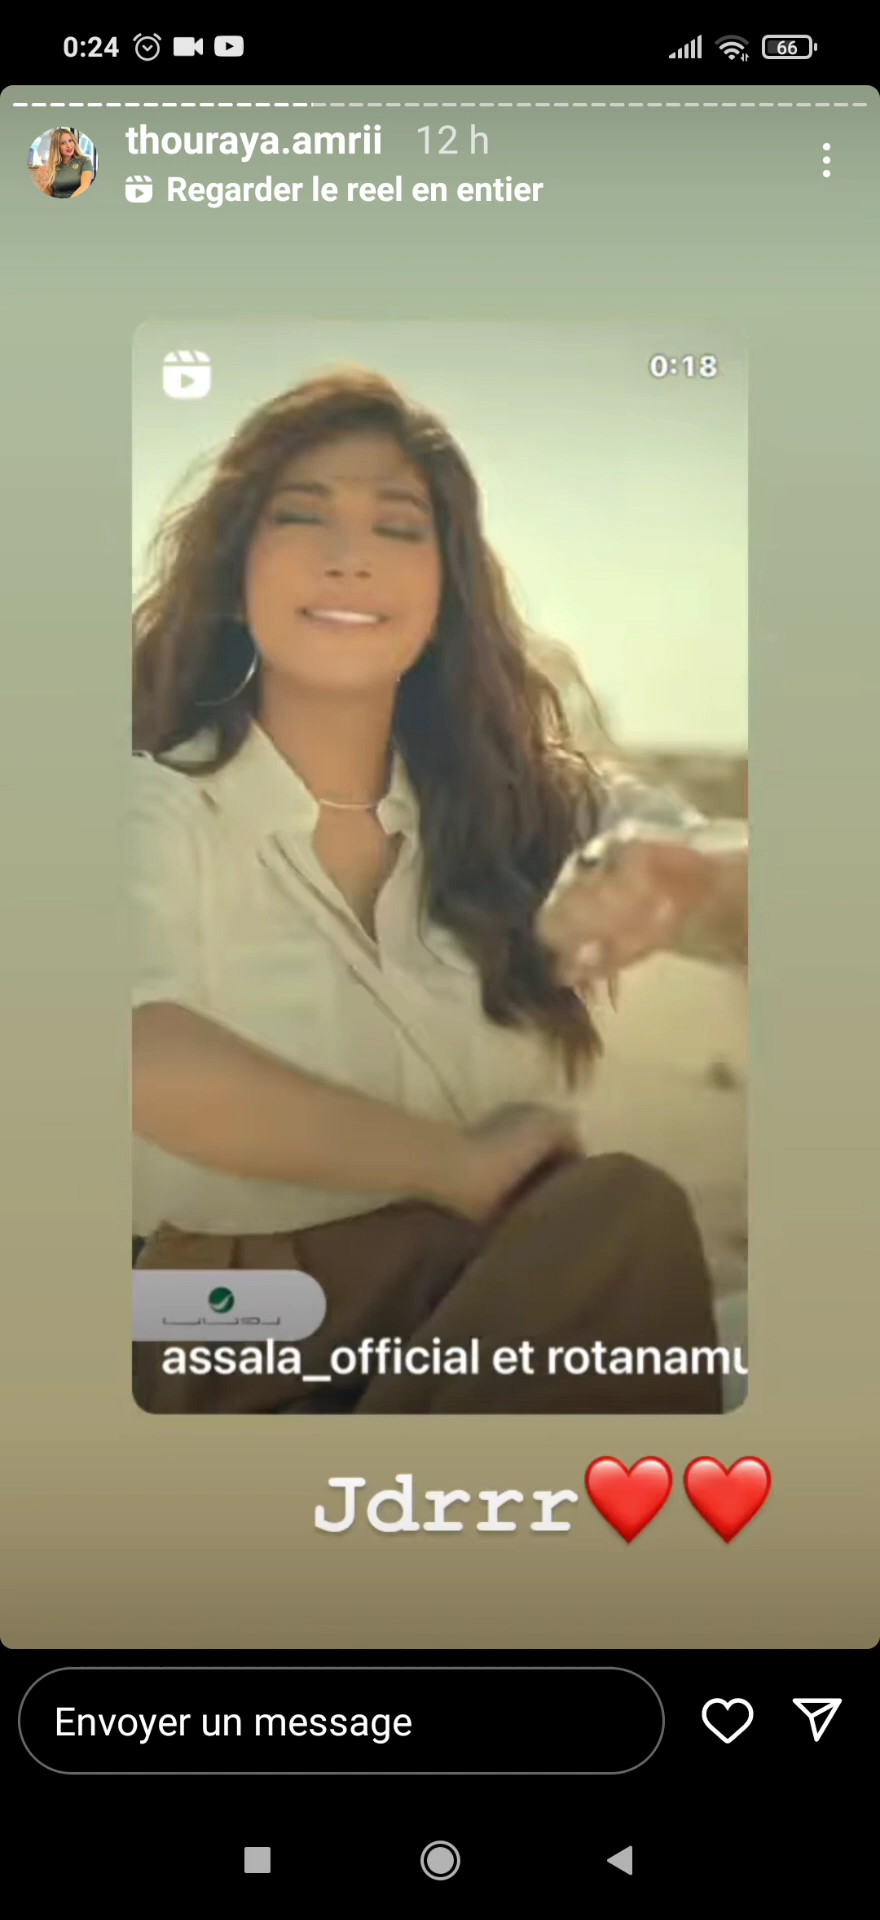 0:24
66
thouraya.amrii 12 h
Regarder le reel en entier
0:18
روتانا
assala_official et rotanamu
Jdrrr❤️❤️
Envoyer un message